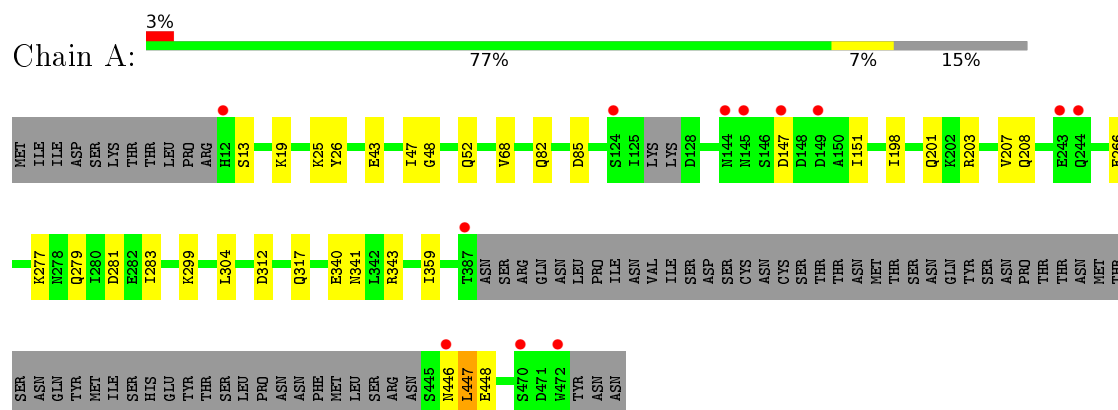 3%
Chain A:
77% 7% 15%
MET ILE ILE ASP SER LYS THR THR LEU PRO ARG H12 S13 K19 K25 Y26 E43 I47 G48 Q52 V68 Q82 D85 S124 I125 LYS LYS D128 N144 N145 S146 D147 D148 D149 A150 I151 I198 Q201 K202 R203 V207 Q208 E243 Q244
K277 N278 Q279 I280 D281 E282 I283 K299 L304 D312 Q317 E340 N341 L342 R343 I359 T387 ASN SER ARG GLN ASN LEU PRO ILE ASN VAL ILE SER ASP SER CYS ASN CYS SER THR THR ASN MET THR SER ASN GLN TYR SER ASN PRO THR THR ASN MET THR
SER ASN GLN TYR MET ILE SER HIS GLU TYR THR SER LEU PRO ASN ASN PHE MET LEU SER ARG ASN S445 N446 L447 E448 S470 D471 W472 TYR ASN ASN